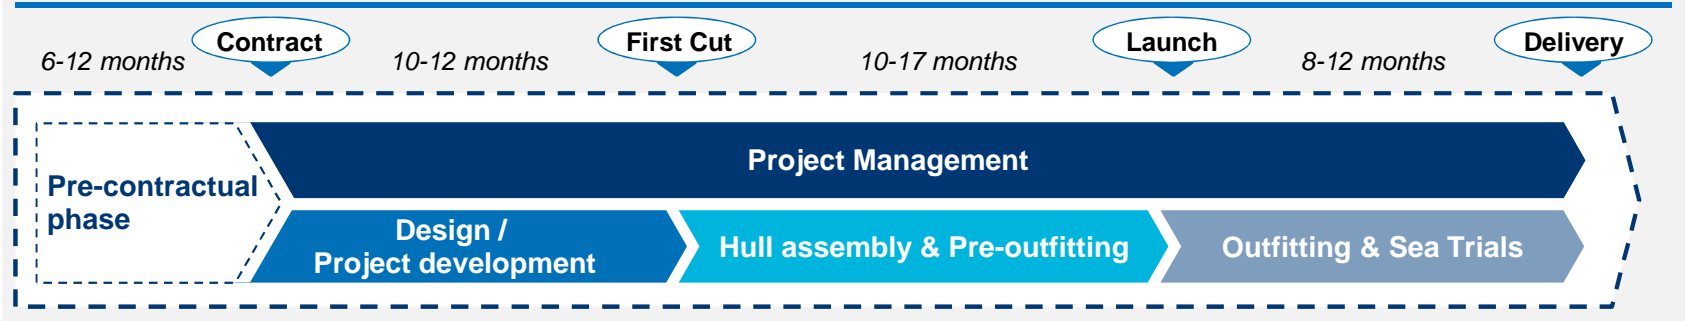 Contract
First Cut
Launch
Delivery
6-12 months
10-12 months
10-17 months
8-12 months
Project Management
Pre-contractual
phase
Design /
Project development
Hull assembly & Pre-outfitting
Outfitting & Sea Trials